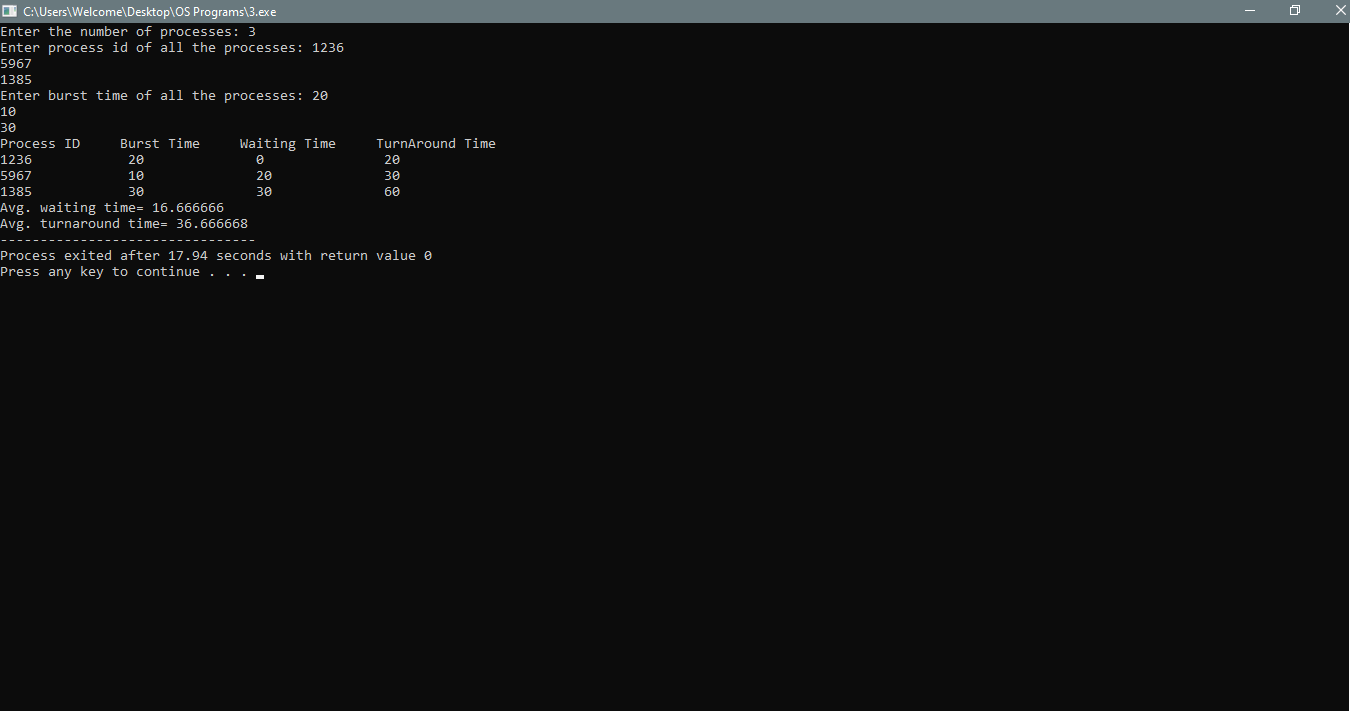 C:\Users\Welcome\Desktop\OS Programs\3.exe
Enter the number of processes: 3
Enter process id of all the processes: 1236
5967
1385
Enter burst time of all the processes: 20
10
30
Process ID     Burst Time     Waiting Time     TurnAround Time
1236            20              0               20
5967            10              20              30
1385            30              30              60
Avg. waiting time= 16.666666
Avg. turnaround time= 36.666668
--------------------------------
Process exited after 17.94 seconds with return value 0
Press any key to continue . . .